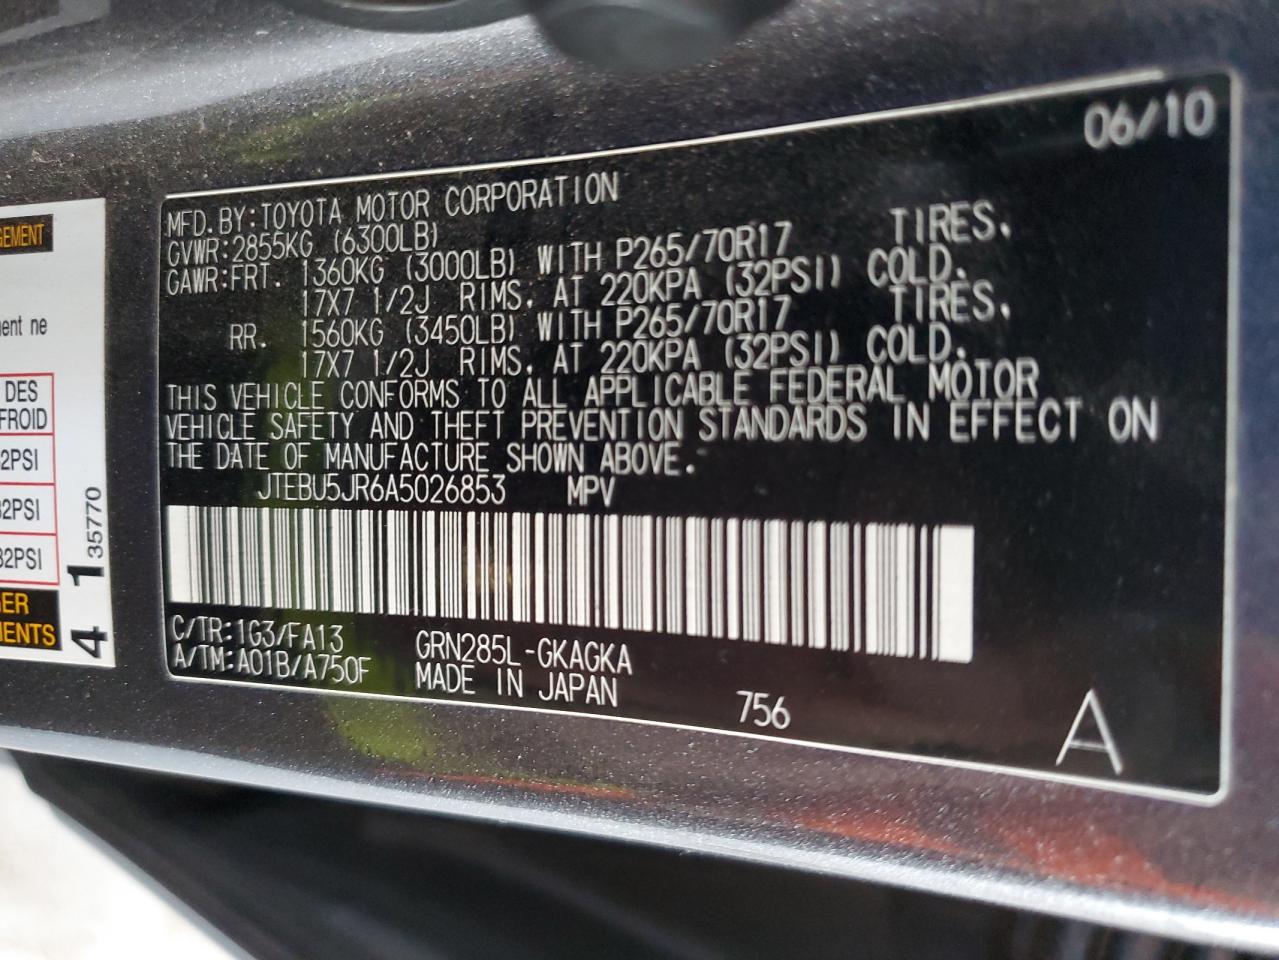 GEMENT
ent ne
DES
FROID
2PSI
32PSI
32PSI
ER
MENTS
4 1 35770
06/10
MFD. BY: TOYOTA MOTOR CORPORATION
GVWR: 2855KG (6300LB)
GAWR: FRT. 1360KG (3000LB) WITH P265/70R17 TIRES,
17X7 1/2J RIMS, AT 220KPA (32PSI) COLD.
RR. 1560KG (3450LB) WITH P265/70R17 TIRES,
17X7 1/2J RIMS, AT 220KPA (32PSI) COLD.
THIS VEHICLE CONFORMS TO ALL APPLICABLE FEDERAL MOTOR
VEHICLE SAFETY AND THEFT PREVENTION STANDARDS IN EFFECT ON
THE DATE OF MANUFACTURE SHOWN ABOVE.
JTEBU5JR6A5026853 MPV
C/TR: 1G3/FA13 GRN285L-GKAGKA
A/TM: A01B/A750F MADE IN JAPAN
756
A